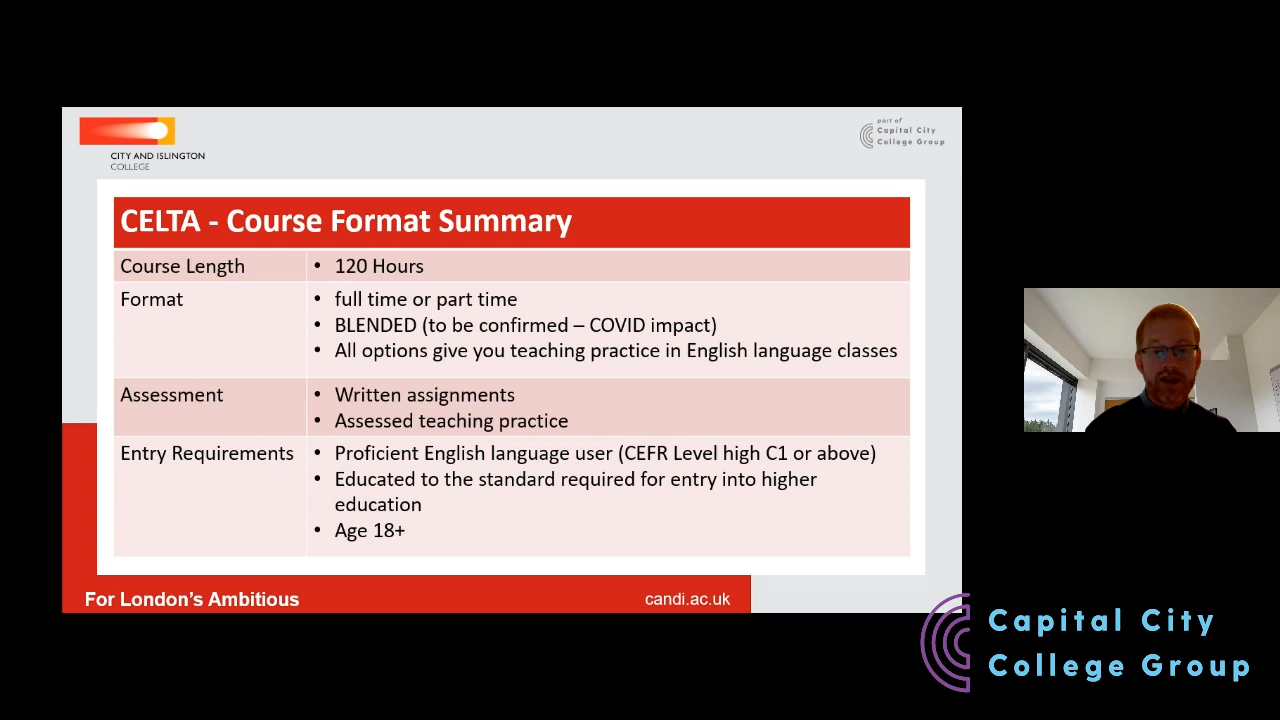 CITY AND ISLINGTON
COLLEGE
part of
Capital City
College Group
CELTA - Course Format Summary
Course Length
• 120 Hours
Format
• full time or part time
• BLENDED (to be confirmed – COVID impact)
• All options give you teaching practice in English language classes
Assessment
• Written assignments
• Assessed teaching practice
Entry Requirements
• Proficient English language user (CEFR Level high C1 or above)
• Educated to the standard required for entry into higher
education
• Age 18+
For London's Ambitious
candi.ac.uk
Capital City
College Group